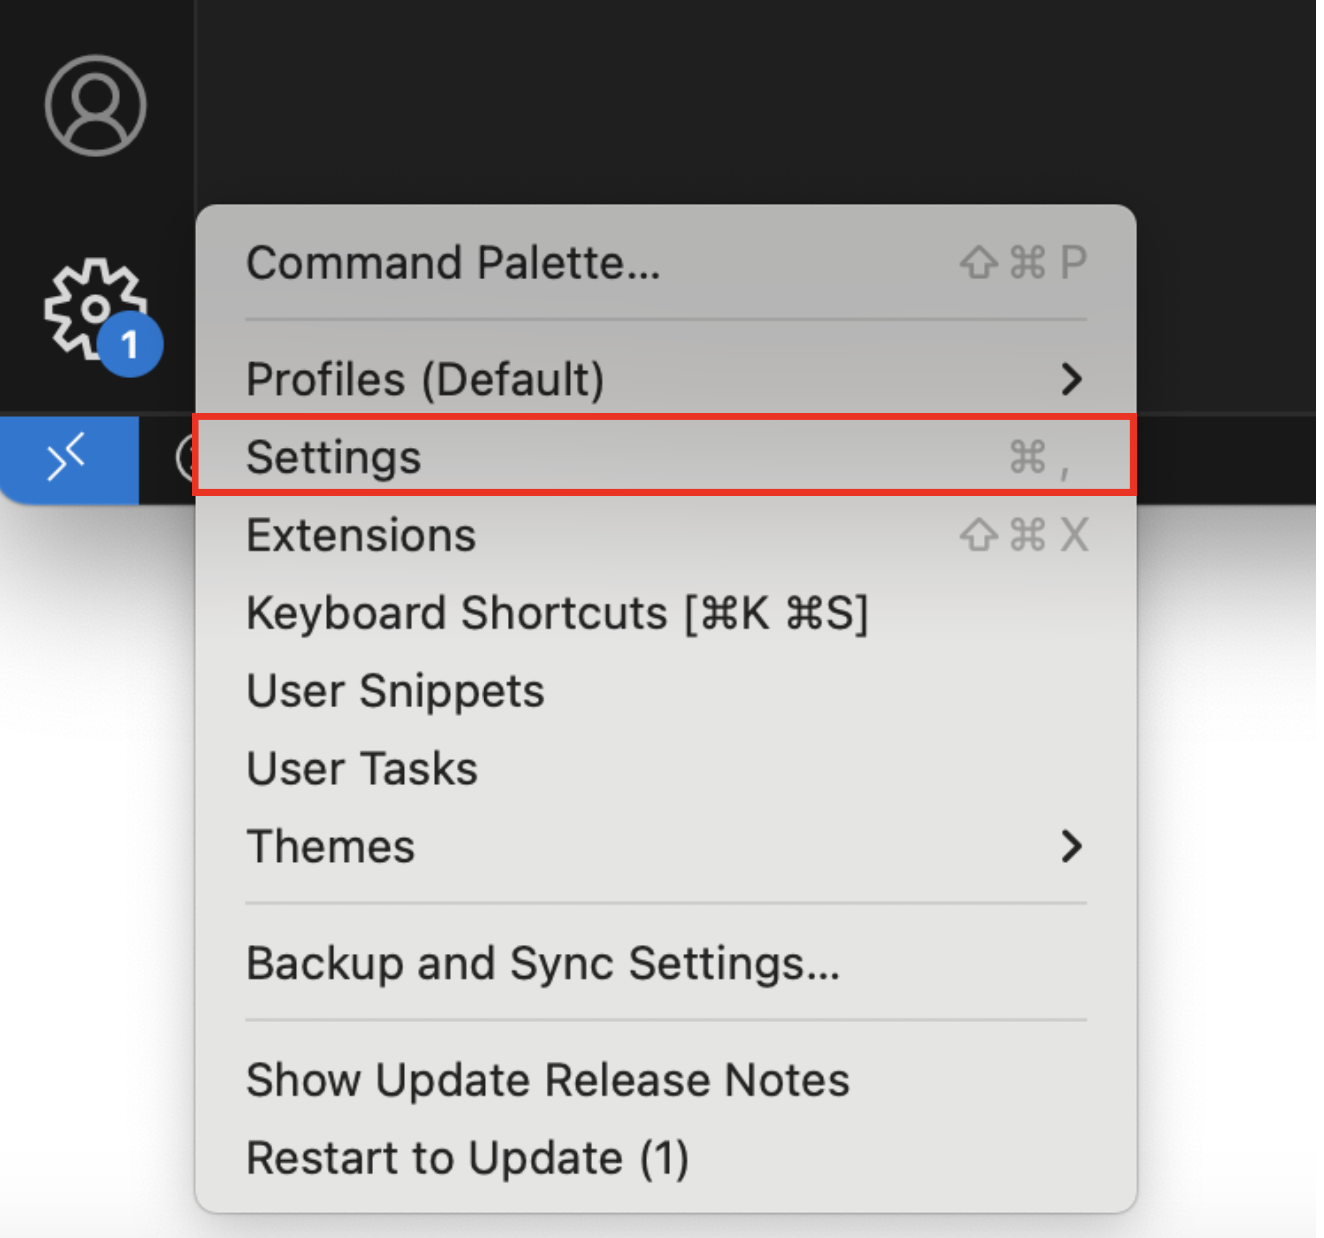 Command Palette... ⇧⌘P
1
Profiles (Default)
Settings ⌘,
Extensions ⇧⌘X
Keyboard Shortcuts [⌘K ⌘S]
User Snippets
User Tasks
Themes
Backup and Sync Settings...
Show Update Release Notes
Restart to Update (1)